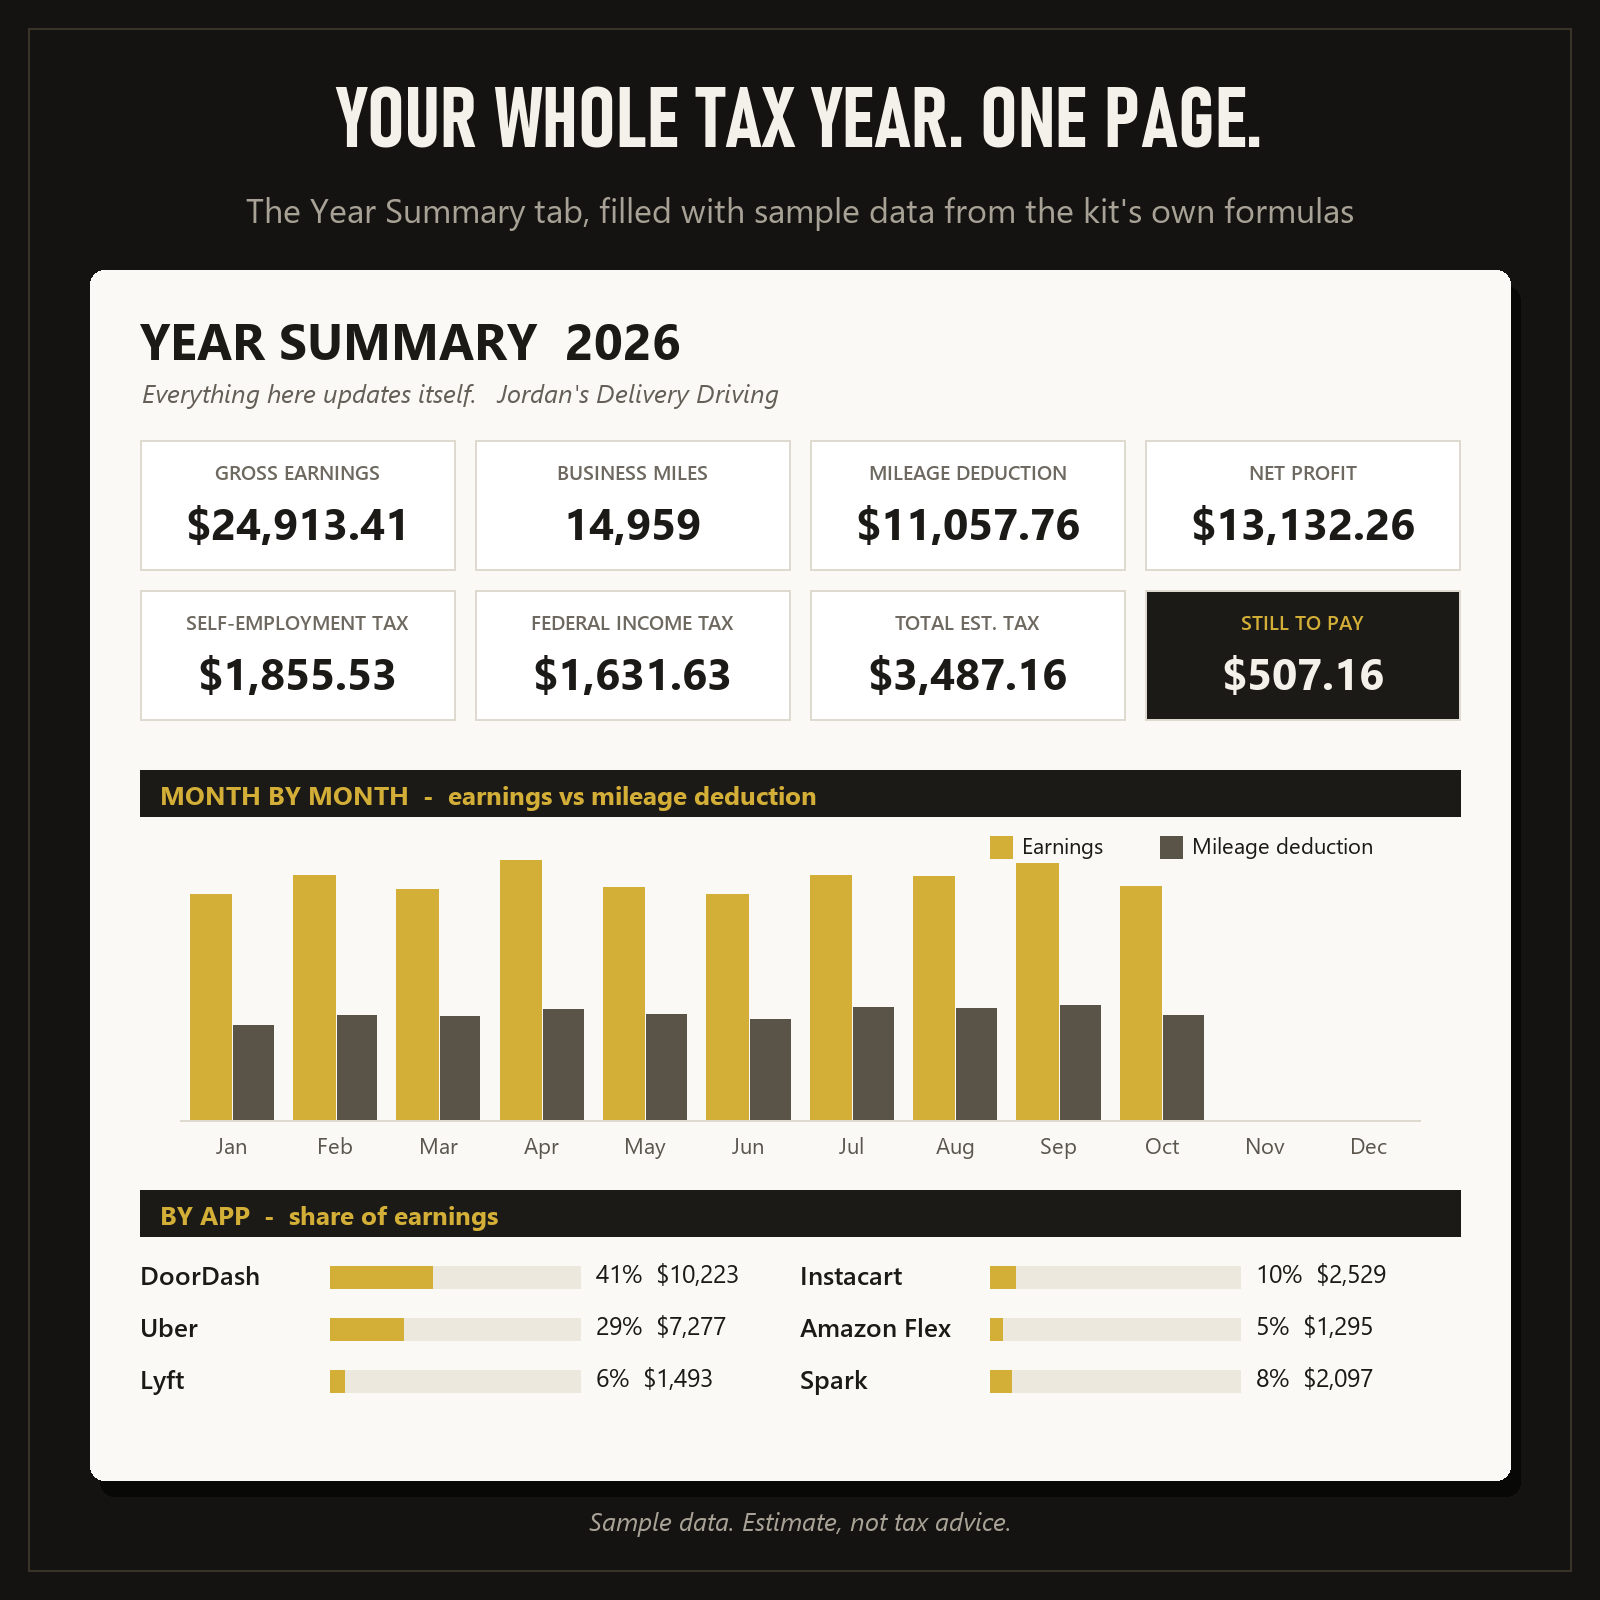 YOUR WHOLE TAX YEAR. ONE PAGE.
The Year Summary tab, filled with sample data from the kit's own formulas
YEAR SUMMARY 2026
Everything here updates itself. Jordan's Delivery Driving
GROSS EARNINGS BUSINESS MILES MILEAGE DEDUCTION NET PROFIT
$24,913.41 14,959 $11,057.76 $13,132.26
SELF-EMPLOYMENT TAX FEDERAL INCOME TAX TOTAL EST. TAX STILL TO PAY
$1,855.53 $1,631.63 $3,487.16 $507.16
MONTH BY MONTH - earnings vs mileage deduction
Earnings Mileage deduction
Jan Feb Mar Apr May Jun Jul Aug Sep Oct Nov Dec
BY APP - share of earnings
DoorDash 41% $10,223 Instacart 10% $2,529
Uber 29% $7,277 Amazon Flex 5% $1,295
Lyft 6% $1,493 Spark 8% $2,097
Sample data. Estimate, not tax advice.